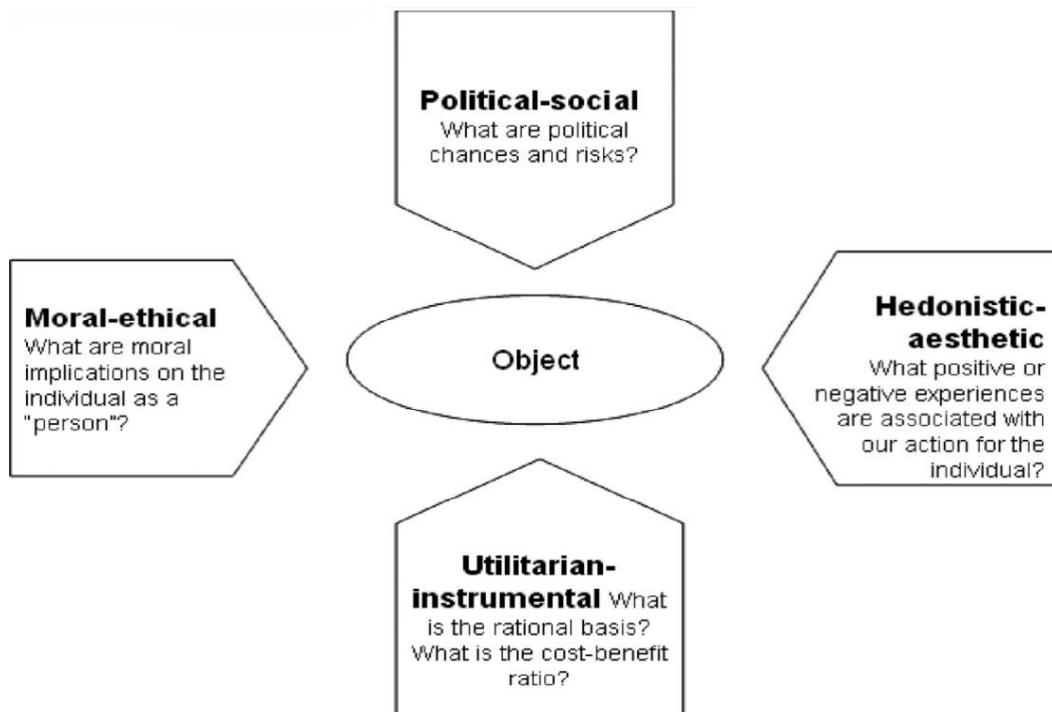 Political-social
What are political
chances and risks?
Moral-ethical
What are moral
implications on the
individual as a
"person"?
Object
Hedonistic-
aesthetic
What positive or
negative experiences
are associated with
our action for the
individual?
Utilitarian-
instrumental What
is the rational basis?
What is the cost-benefit
ratio?